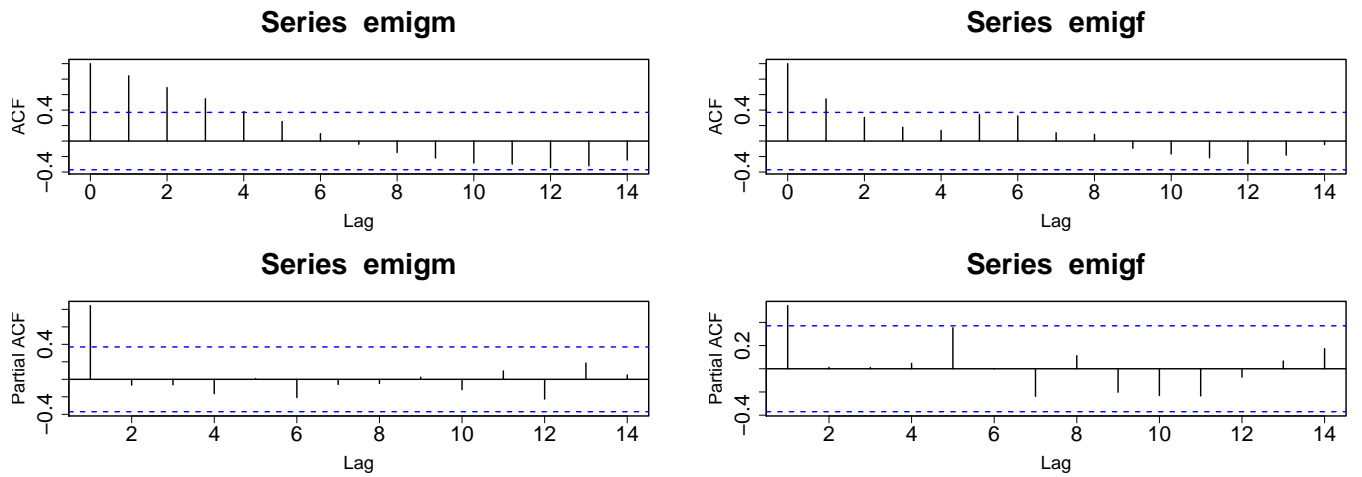 Series emigm
ACF
0.4
−0.4
0 2 4 6 8 10 12 14
Lag
Series emigf
ACF
0.4
−0.4
0 2 4 6 8 10 12 14
Lag
Series emigm
Partial ACF
0.4
−0.4
2 4 6 8 10 12 14
Lag
Series emigf
Partial ACF
0.2
−0.4
2 4 6 8 10 12 14
Lag